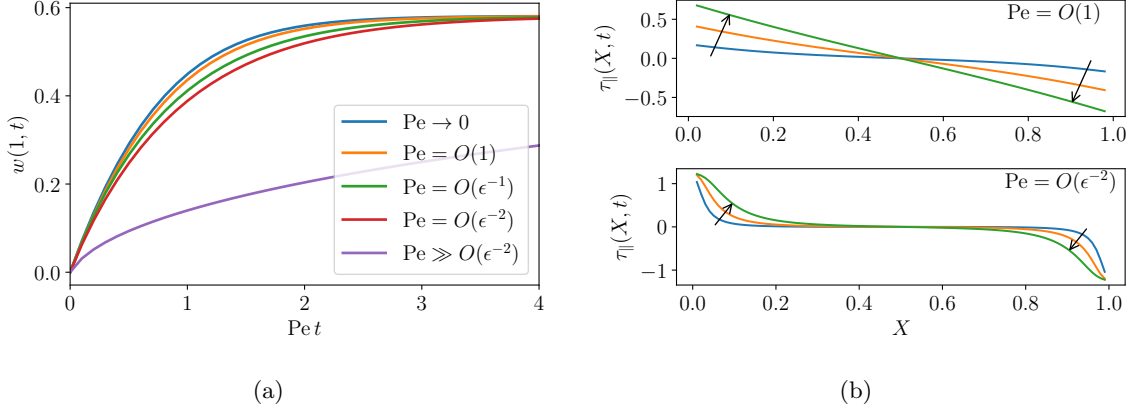 0.6
0.4
0.2
0.0
w(1, t)
0
1
2
3
4
Pe t
Pe → 0
Pe = O(1)
Pe = O(ϵ⁻¹)
Pe = O(ϵ⁻²)
Pe ≫ O(ϵ⁻²)
(a)
Pe = O(1)
0.5
0.0
−0.5
τ∥(X, t)
0.0
0.2
0.4
0.6
0.8
1.0
Pe = O(ϵ⁻²)
1
0
−1
τ∥(X, t)
0.0
0.2
0.4
0.6
0.8
1.0
X
(b)